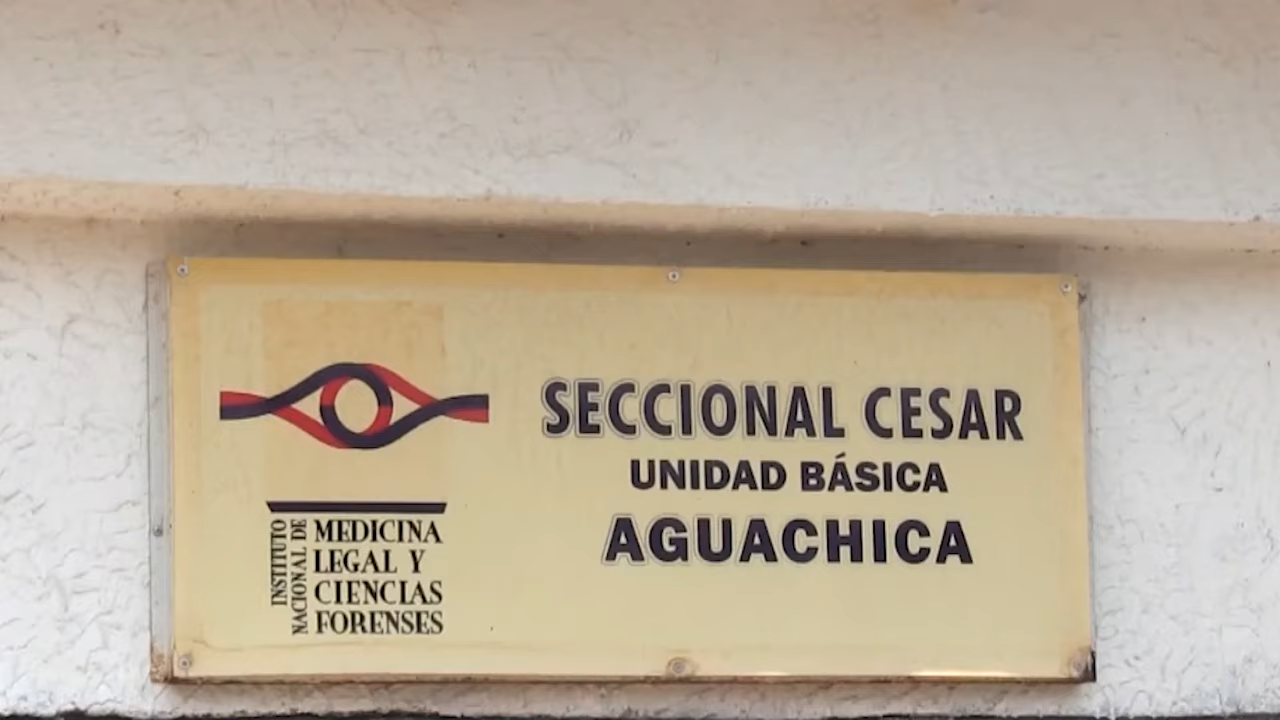 INSTITUTO
NACIONAL DE
MEDICINA
LEGAL Y
CIENCIAS
FORENSES
SECCIONAL CESAR
UNIDAD BÁSICA
AGUACHICA